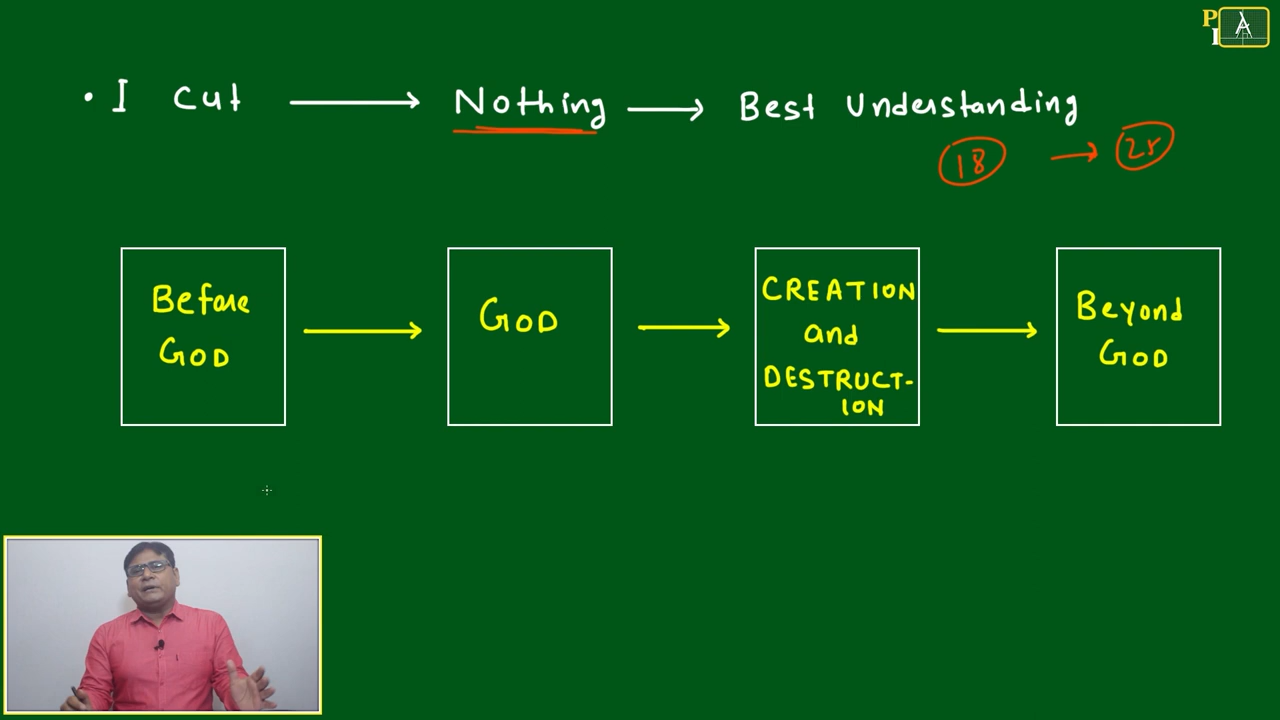 P
I A
• I cut → Nothing → Best Understanding
18 → 25
Before
GOD
→
GOD
→
CREATION
and
DESTRUCT-
ION
→
Beyond
GOD